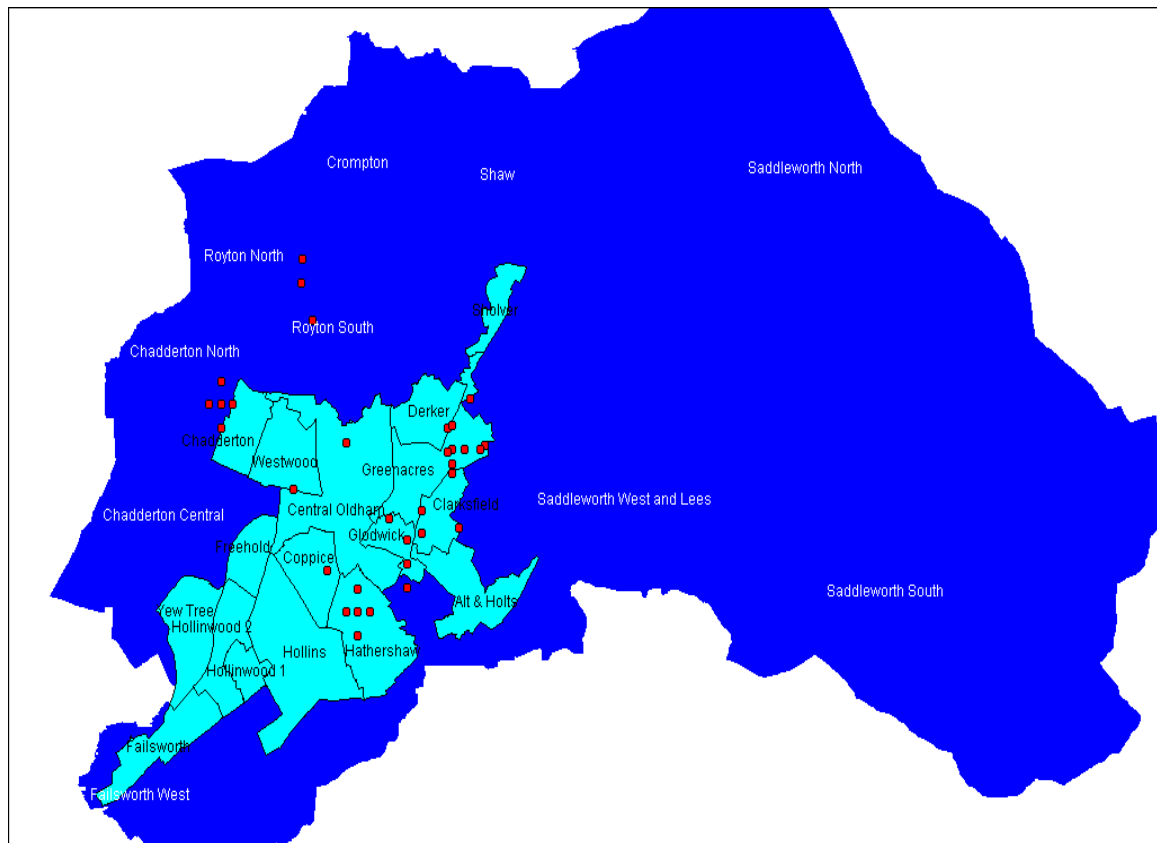 Crompton
Shaw
Saddleworth North
Royton North
Sholver
Royton South
Chadderton North
Derker
Chadderton
Westwood
Greenacres
Saddleworth West and Lees
Clarksfield
Central Oldham
Chadderton Central
Glodwick
Freehold
Coppice
Saddleworth South
Alt & Holts
Yew Tree
Hollinwood 2
Hollins
Hathershaw
Hollinwood 1
Failsworth
Failsworth West